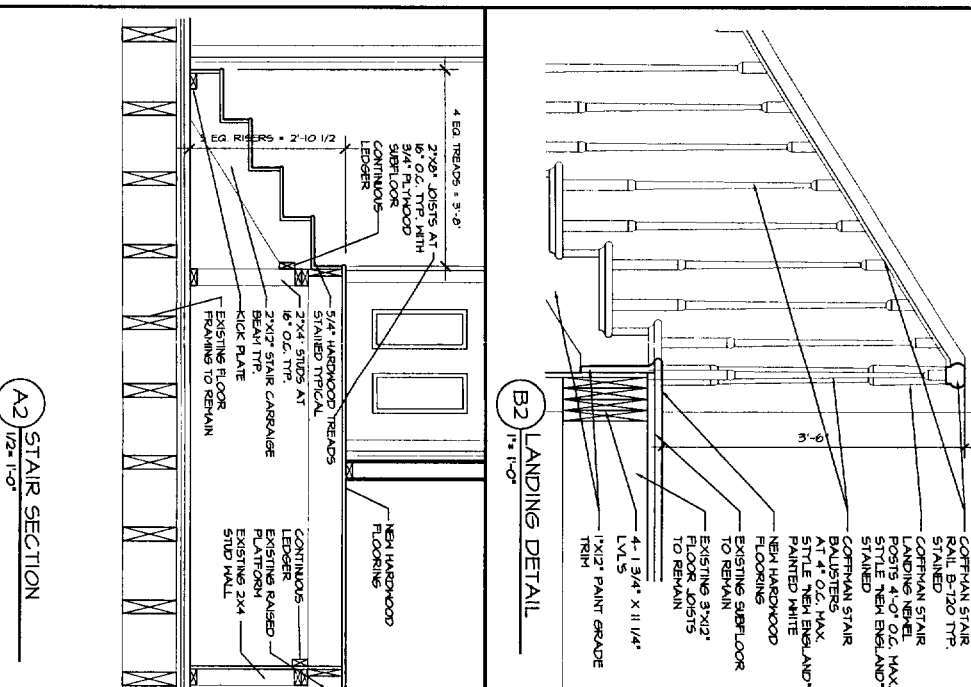 COFFMAN STAIR
RAIL B-720 TYP.
STAINED
COFFMAN STAIR
LANDING NEWEL
POSTS 4'-0" O.C. MAX.
STYLE "NEW ENGLAND"
STAINED
COFFMAN STAIR
BALUSTERS
AT 4" O.C. MAX.
STYLE "NEW ENGLAND"
PAINTED WHITE
NEW HARDWOOD
FLOORING
EXISTING SUBFLOOR
TO REMAIN
EXISTING 3"X12"
FLOOR JOISTS
TO REMAIN
4- 1 3/4" X 11 1/4"
LVL'S
1"X12" PAINT GRADE
TRIM
3'-6"
B2
LANDING DETAIL
1"= 1'-0"
4 EQ. TREADS = 3'-8"
5 EQ. RISERS = 2'-10 1/2
2"X8" JOISTS AT
16" O.C. TYP. WITH
3/4" PLYWOOD
SUBFLOOR
CONTINUOUS
LEDGER
5/4" HARDWOOD TREADS
STAINED TYPICAL
2"X4" STUDS AT
16" O.C. TYP.
2"X12" STAIR CARRAIGE
BEAM TYP.
KICK PLATE
EXISTING FLOOR
FRAMING TO REMAIN
NEW HARDWOOD
FLOORING
CONTINUOUS
LEDGER
EXISTING RAISED
PLATFORM
EXISTING 2X4
STUD WALL
A2
STAIR SECTION
1/2"= 1'-0"